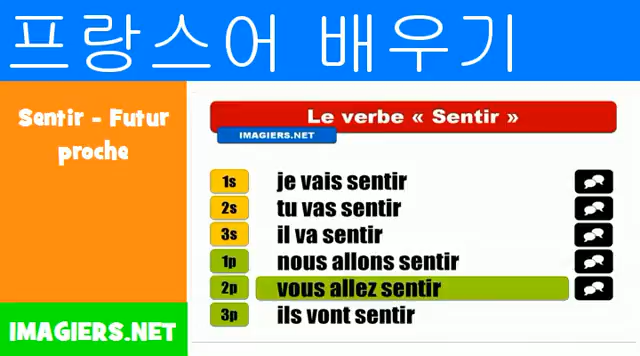 프랑스어 배우기
Sentir - Futur
proche
IMAGIERS.NET
Le verbe « Sentir »
IMAGIERS.NET
1s je vais sentir
2s tu vas sentir
3s il va sentir
1p nous allons sentir
2p vous allez sentir
3p ils vont sentir